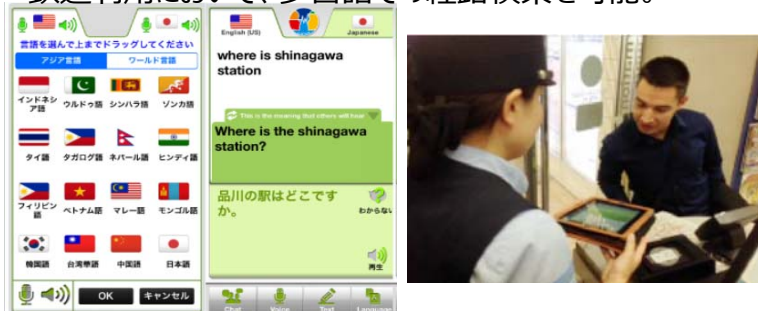 鉄道利用において、多言語での経路検索を可能。
言語を選んで上までドラッグしてください
アジア言語
ワールド言語
インドネシア語
ウルドゥ語
シンハラ語
ゾンカ語
タイ語
タガログ語
ネパール語
ヒンディ語
フィリピン語
ベトナム語
マレー語
モンゴル語
韓国語
台湾華語
中国語
日本語
OK
キャンセル
English (US)
Japanese
where is shinagawa
station
This is the meaning that others will hear
Where is the shinagawa
station?
品川の駅はどこです
か。
わからない
再生
Chat
Voice
Text
Language